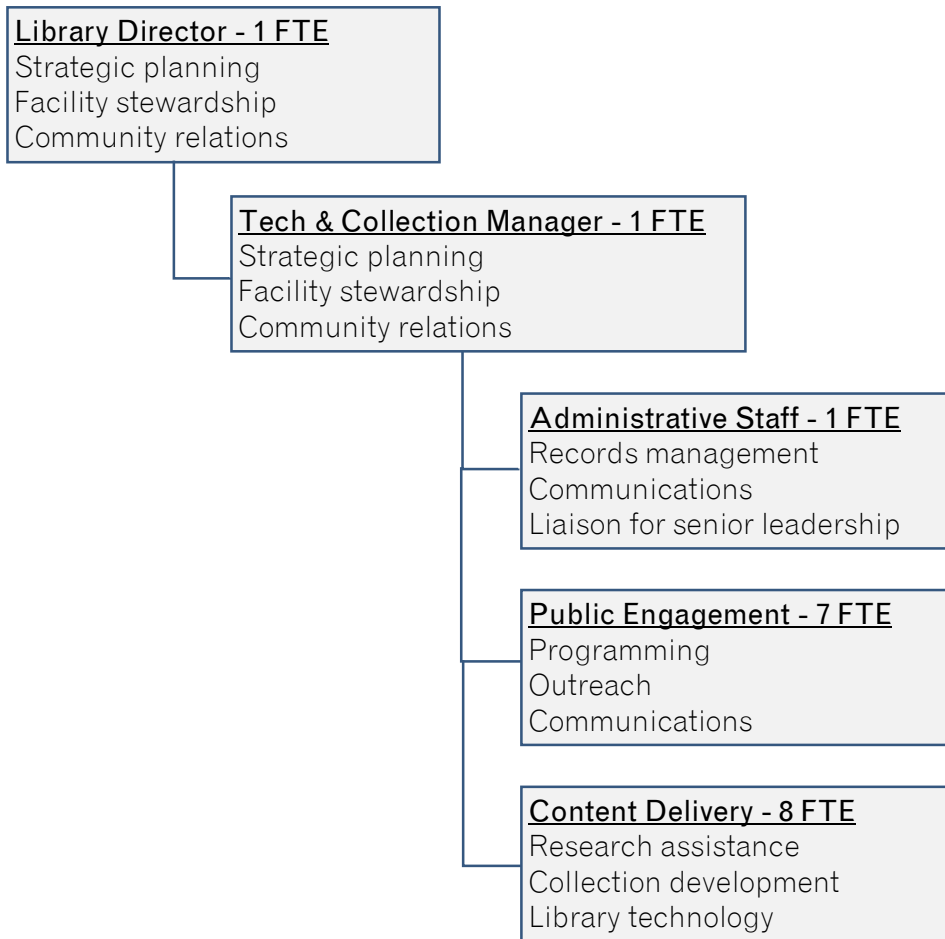 Library Director - 1 FTE
Strategic planning
Facility stewardship
Community relations
Tech & Collection Manager - 1 FTE
Strategic planning
Facility stewardship
Community relations
Administrative Staff - 1 FTE
Records management
Communications
Liaison for senior leadership
Public Engagement - 7 FTE
Programming
Outreach
Communications
Content Delivery - 8 FTE
Research assistance
Collection development
Library technology